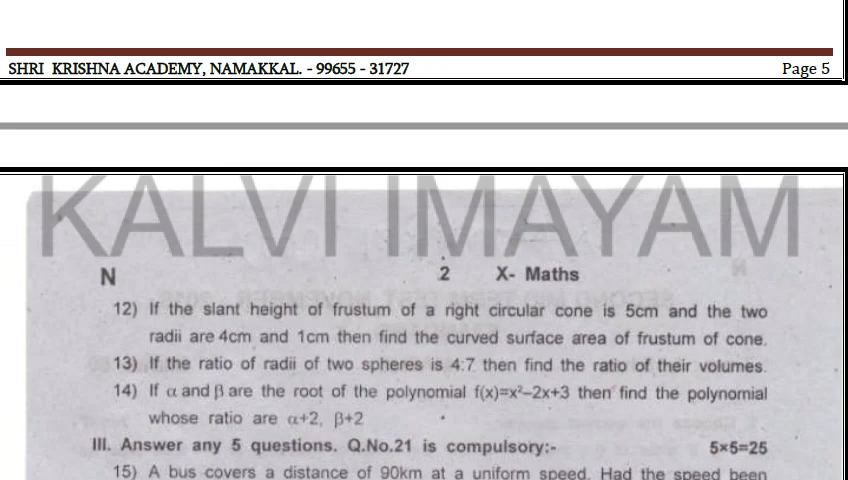 SHRI KRISHNA ACADEMY, NAMAKKAL. - 99655 - 31727 Page 5
KALVI IMAYAM
N 2 X- Maths
12) If the slant height of frustum of a right circular cone is 5cm and the two
radii are 4cm and 1cm then find the curved surface area of frustum of cone.
13) If the ratio of radii of two spheres is 4:7 then find the ratio of their volumes.
14) If α and β are the root of the polynomial f(x)=x²–2x+3 then find the polynomial
whose ratio are α+2, β+2
III. Answer any 5 questions. Q.No.21 is compulsory:- 5×5=25
15) A bus covers a distance of 90km at a uniform speed. Had the speed been